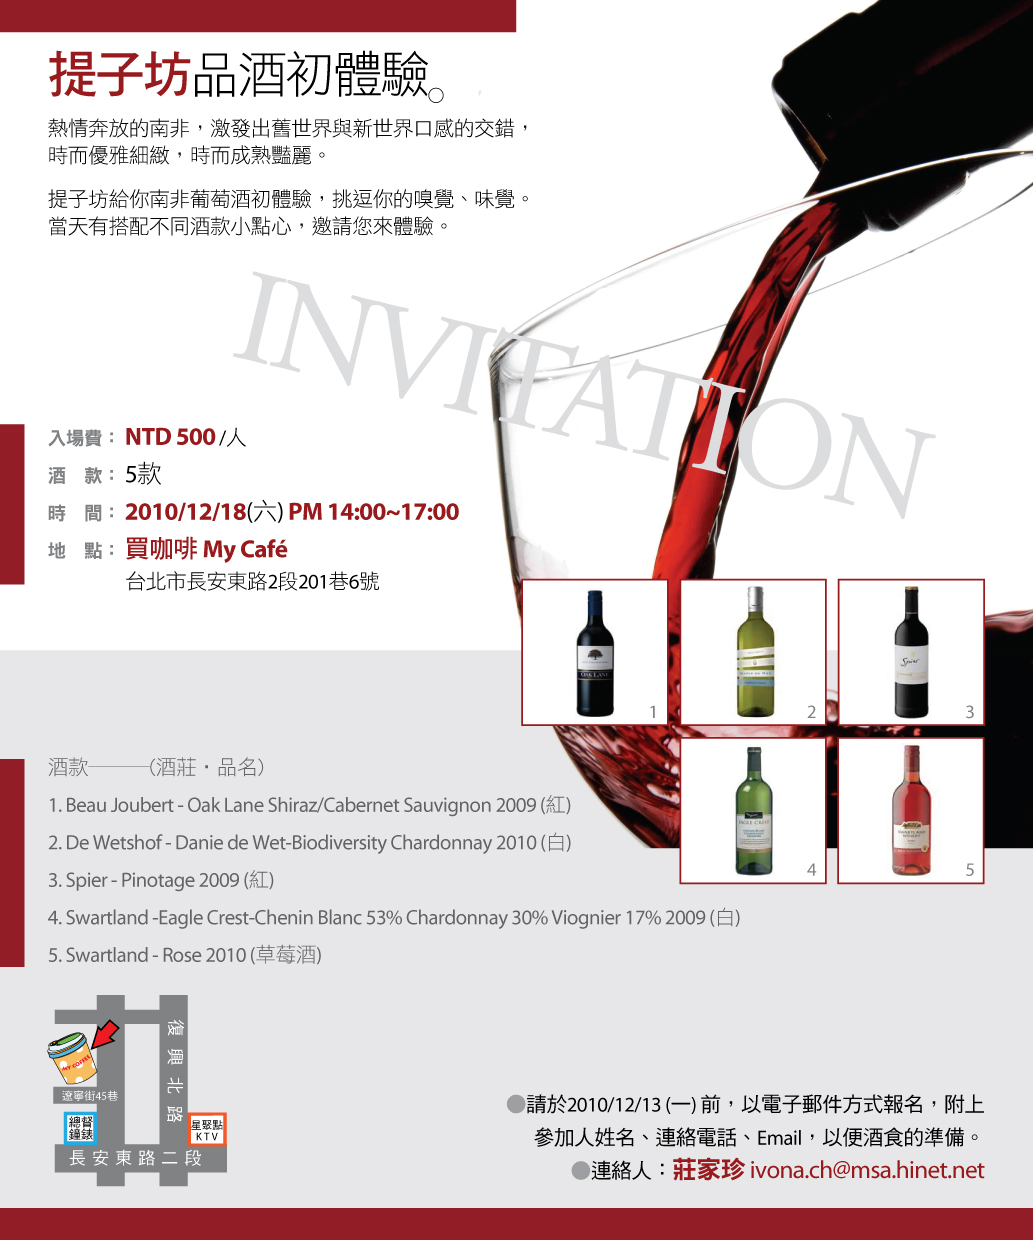 提子坊品酒初體驗。
熱情奔放的南非，激發出舊世界與新世界口感的交錯，
時而優雅細緻，時而成熟豔麗。
提子坊給你南非葡萄酒初體驗，挑逗你的嗅覺、味覺。
當天有搭配不同酒款小點心，邀請您來體驗。
INVITATION
入場費： NTD 500 /人
酒 款： 5款
時 間： 2010/12/18(六) PM 14:00~17:00
地 點： 買咖啡 My Café
台北市長安東路2段201巷6號
OAK LANE
1
2
Spier
3
EAGLE CREST
4
5
酒款———（酒莊・品名）
1. Beau Joubert - Oak Lane Shiraz/Cabernet Sauvignon 2009 (紅)
2. De Wetshof - Danie de Wet-Biodiversity Chardonnay 2010 (白)
3. Spier - Pinotage 2009 (紅)
4. Swartland -Eagle Crest-Chenin Blanc 53% Chardonnay 30% Viognier 17% 2009 (白)
5. Swartland - Rose 2010 (草莓酒)
復興北路
MY COFFEE
遼寧街45巷
總督
鐘錶
星聚點
KTV
長安東路二段
●請於2010/12/13 (一) 前，以電子郵件方式報名，附上
參加人姓名、連絡電話、Email，以便酒食的準備。
●連絡人：莊家珍 ivona.ch@msa.hinet.net